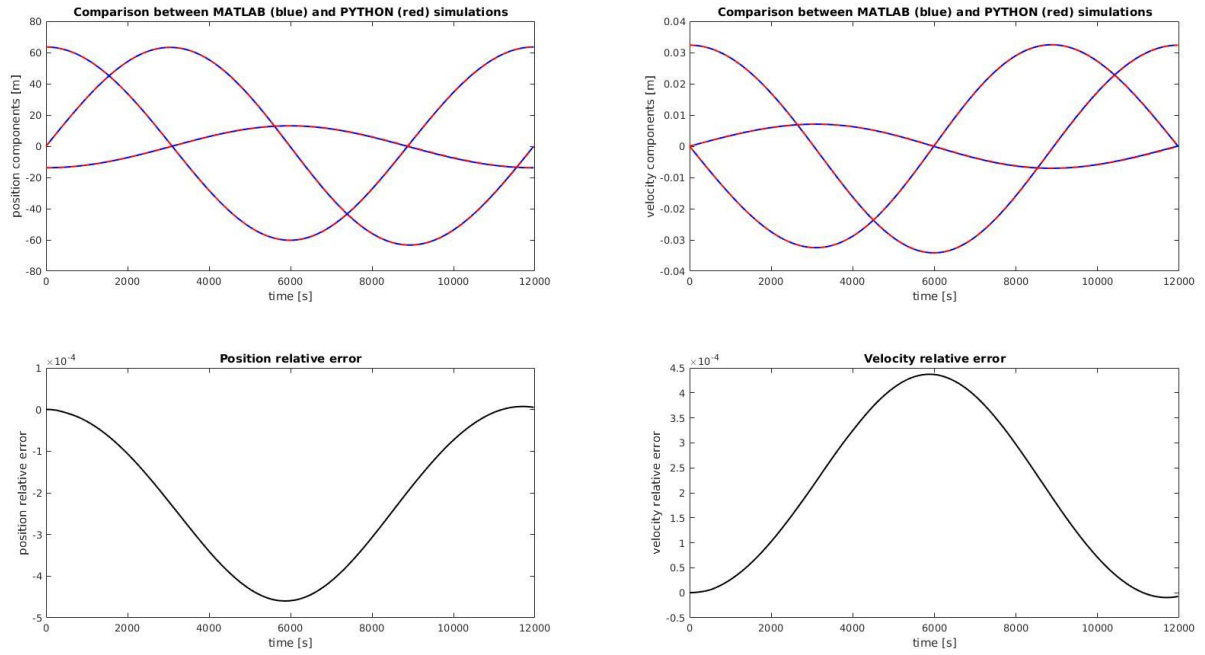 Comparison between MATLAB (blue) and PYTHON (red) simulations
position components [m]
80
60
40
20
0
-20
-40
-60
-80
0 2000 4000 6000 8000 10000 12000
time [s]
Comparison between MATLAB (blue) and PYTHON (red) simulations
velocity components [m]
0.04
0.03
0.02
0.01
0
-0.01
-0.02
-0.03
-0.04
0 2000 4000 6000 8000 10000 12000
time [s]
Position relative error
×10⁻⁴
position relative error
1
0
-1
-2
-3
-4
-5
0 2000 4000 6000 8000 10000 12000
time [s]
Velocity relative error
×10⁻⁴
velocity relative error
4.5
4
3.5
3
2.5
2
1.5
1
0.5
0
-0.5
0 2000 4000 6000 8000 10000 12000
time [s]